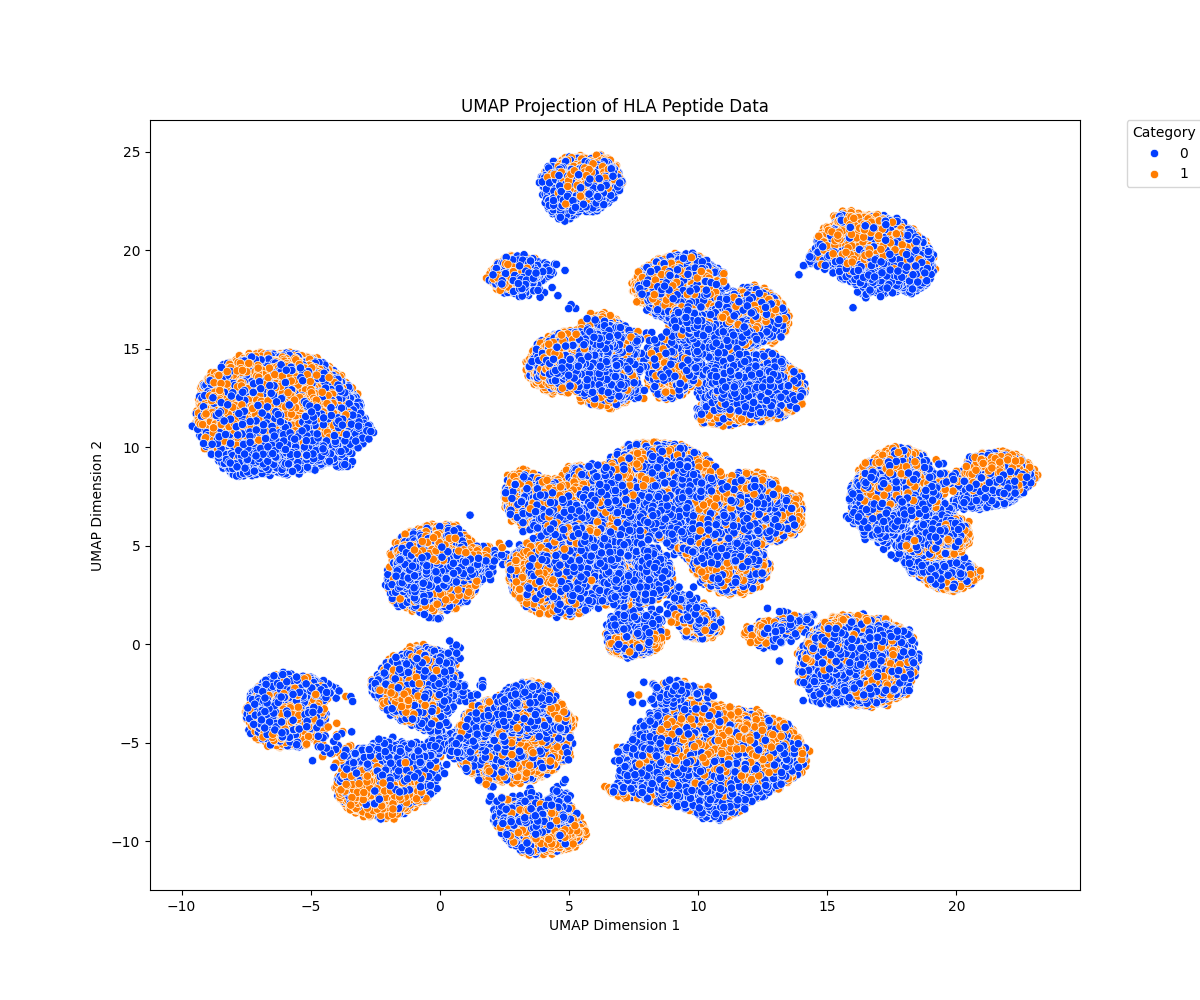 UMAP Projection of HLA Peptide Data
Category
0
1
25
20
15
10
5
0
−5
−10
UMAP Dimension 2
−10 −5 0 5 10 15 20
UMAP Dimension 1